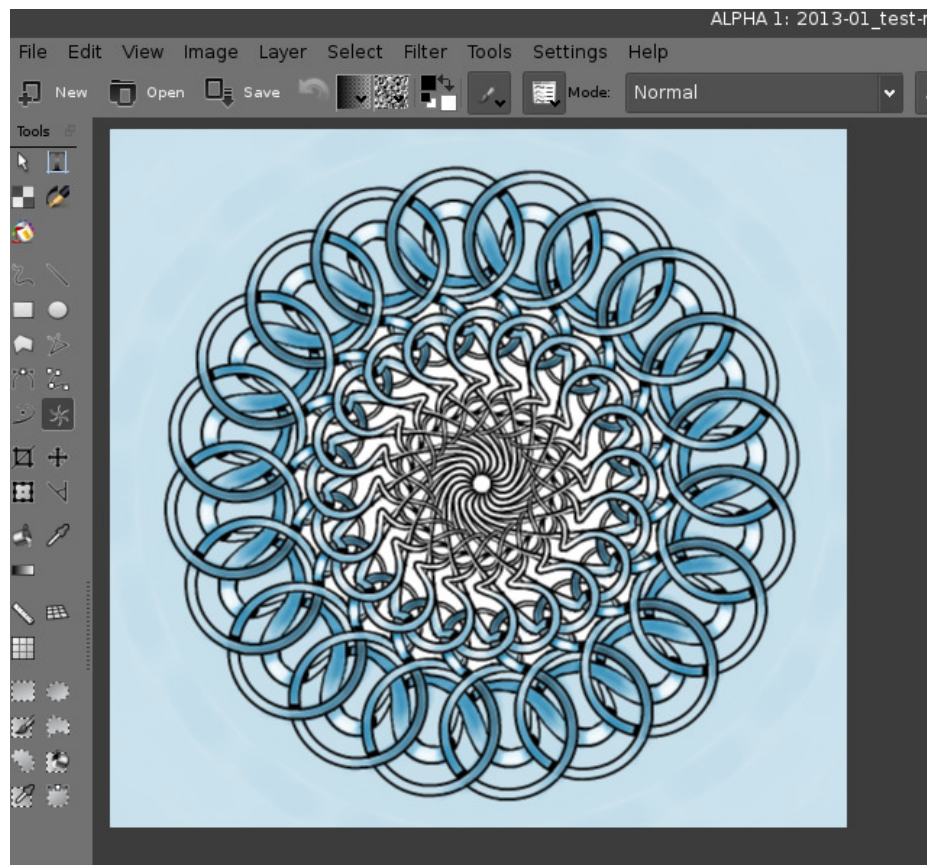 ALPHA 1: 2013-01_test-
File Edit View Image Layer Select Filter Tools Settings Help
New Open Save Mode: Normal
Tools